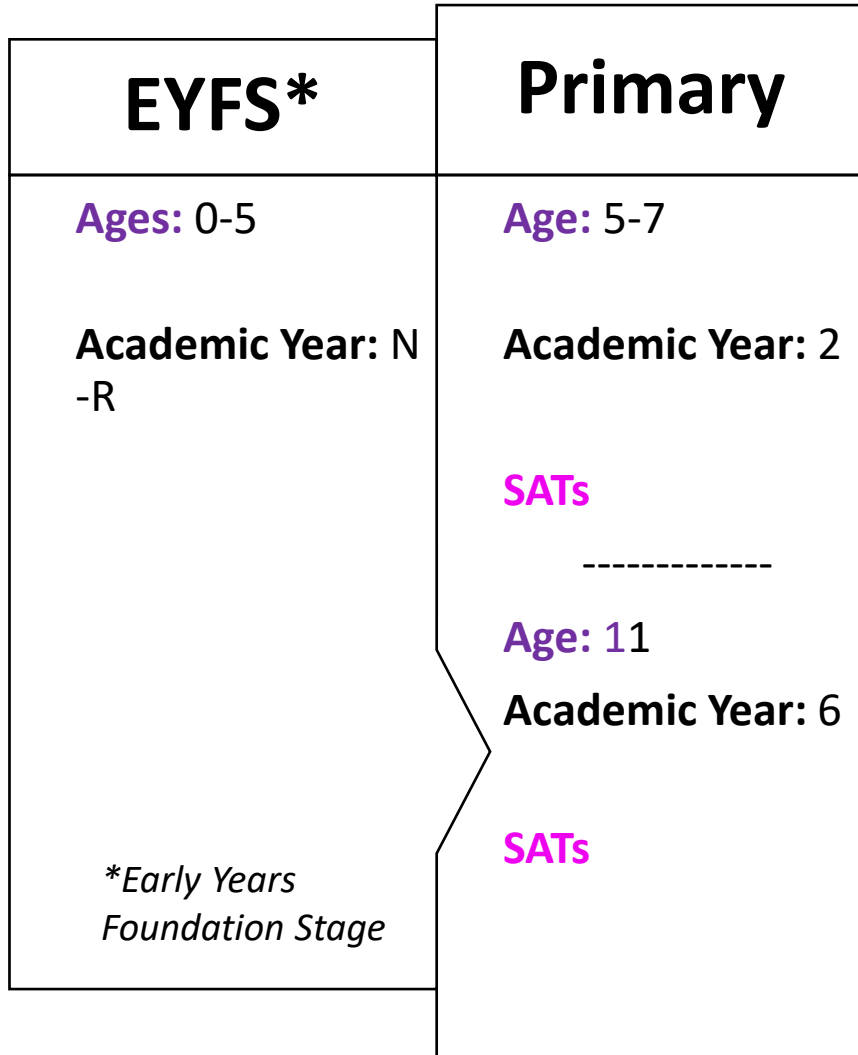 EYFS*
Ages: 0-5
Academic Year: N
-R
*Early Years
Foundation Stage
Primary
Age: 5-7
Academic Year: 2
SATs
-------------
Age: 11
Academic Year: 6
SATs